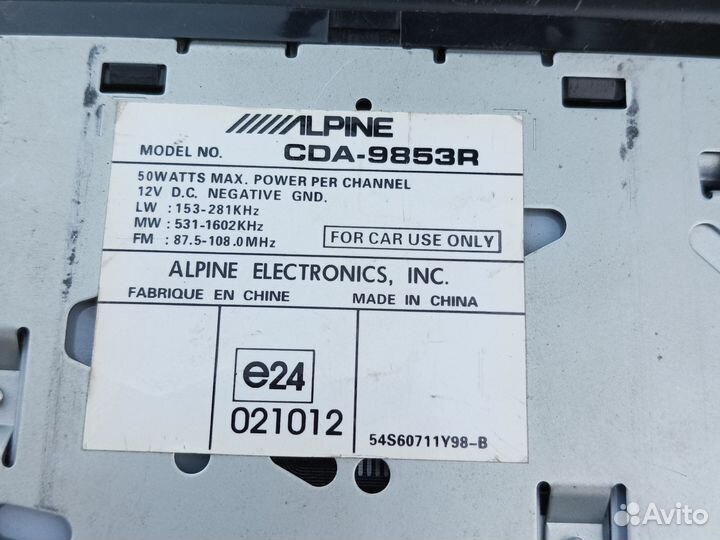 ALPINE
MODEL NO. CDA-9853R
50WATTS MAX. POWER PER CHANNEL
12V D.C. NEGATIVE GND.
LW : 153-281KHz
MW : 531-1602KHz
FM : 87.5-108.0MHz
FOR CAR USE ONLY
ALPINE ELECTRONICS, INC.
FABRIQUE EN CHINE MADE IN CHINA
e24
021012
54S60711Y98-B
Avito